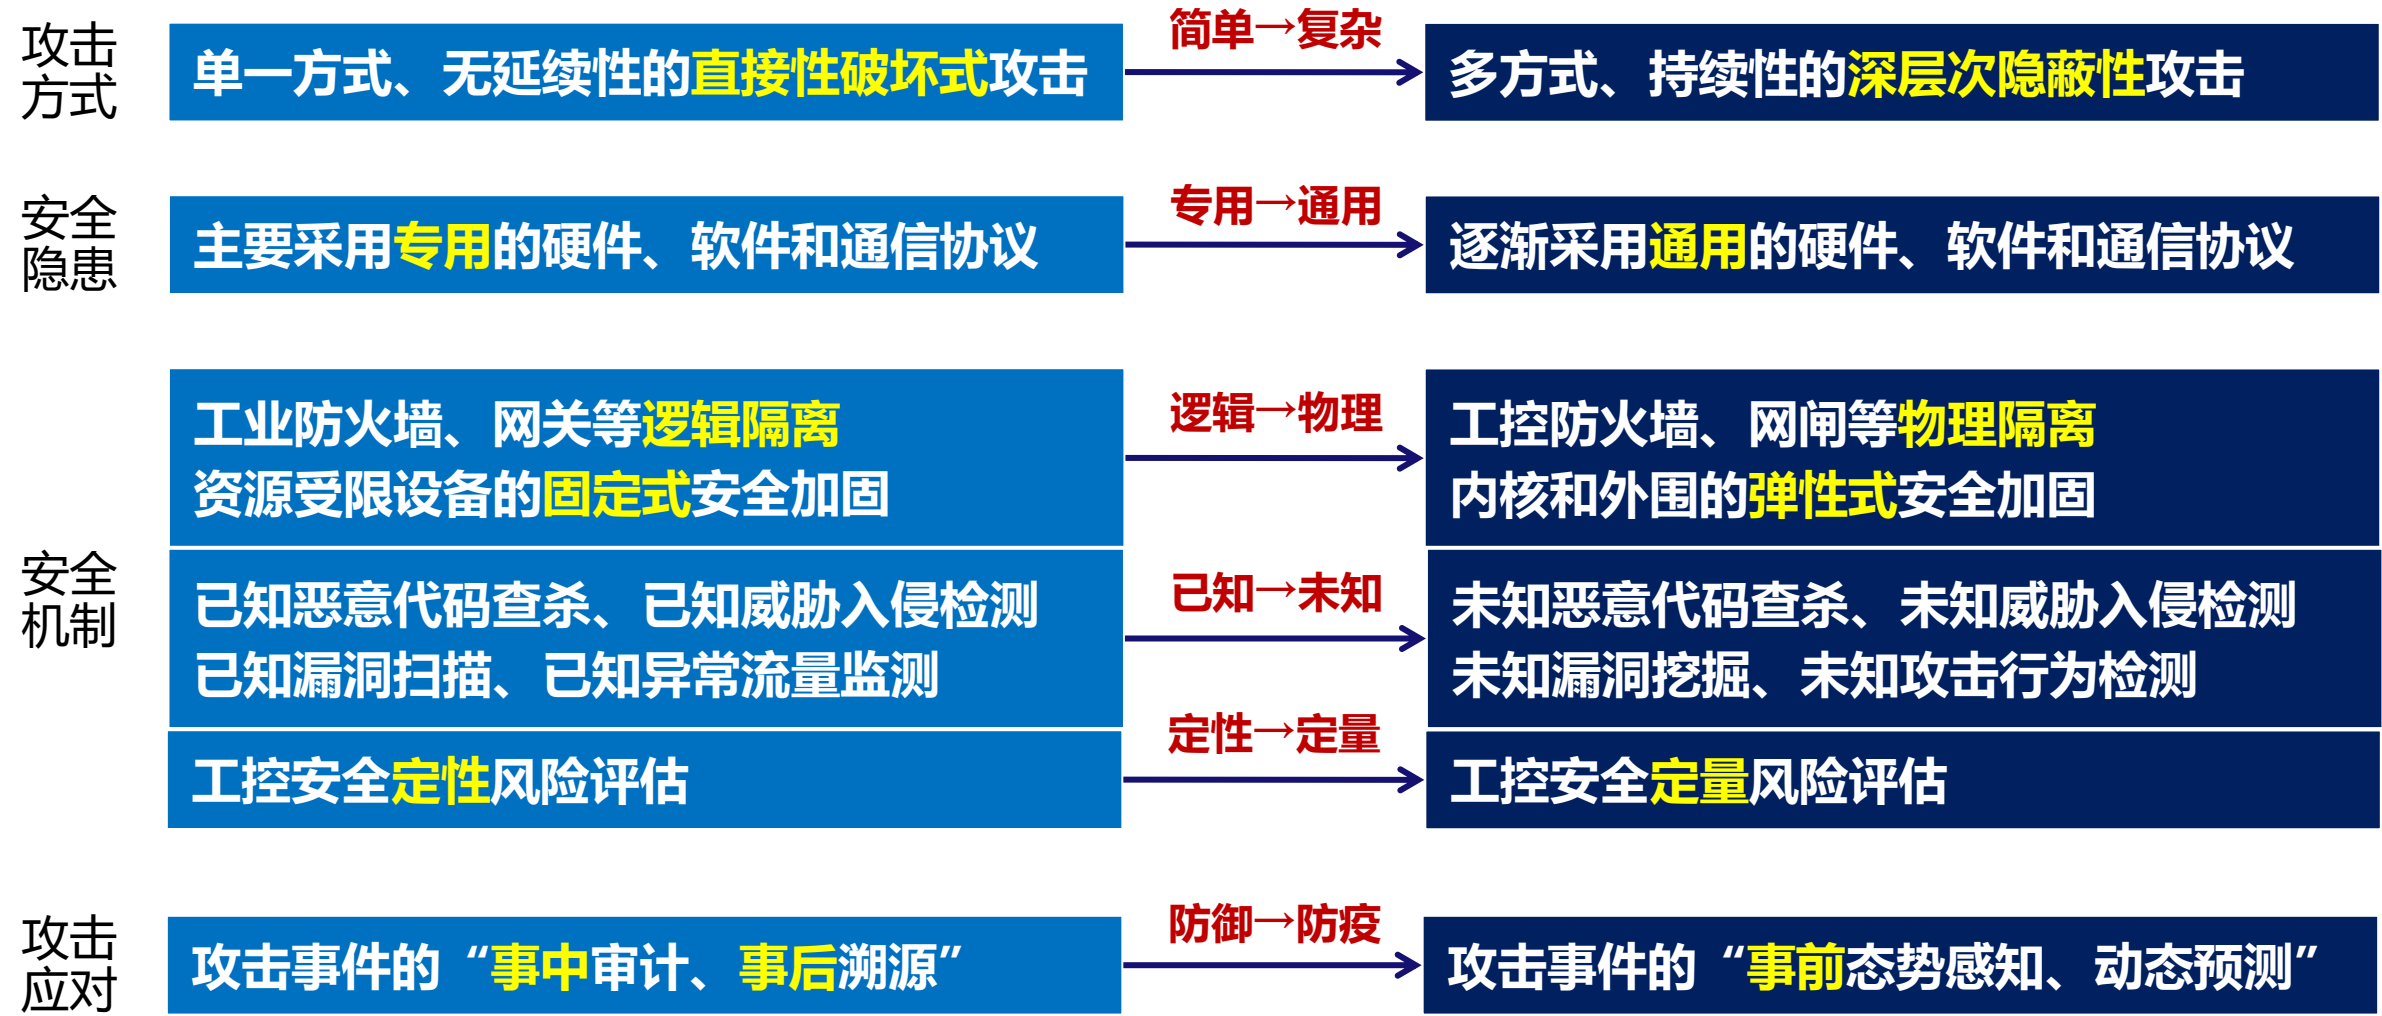 攻击
方式
单一方式、无延续性的直接性破坏式攻击
简单→复杂
多方式、持续性的深层次隐蔽性攻击
安全
隐患
主要采用专用的硬件、软件和通信协议
专用→通用
逐渐采用通用的硬件、软件和通信协议
安全
机制
工业防火墙、网关等逻辑隔离
资源受限设备的固定式安全加固
逻辑→物理
工控防火墙、网闸等物理隔离
内核和外围的弹性式安全加固
已知恶意代码查杀、已知威胁入侵检测
已知漏洞扫描、已知异常流量监测
已知→未知
未知恶意代码查杀、未知威胁入侵检测
未知漏洞挖掘、未知攻击行为检测
工控安全定性风险评估
定性→定量
工控安全定量风险评估
攻击
应对
攻击事件的“事中审计、事后溯源”
防御→防疫
攻击事件的“事前态势感知、动态预测”